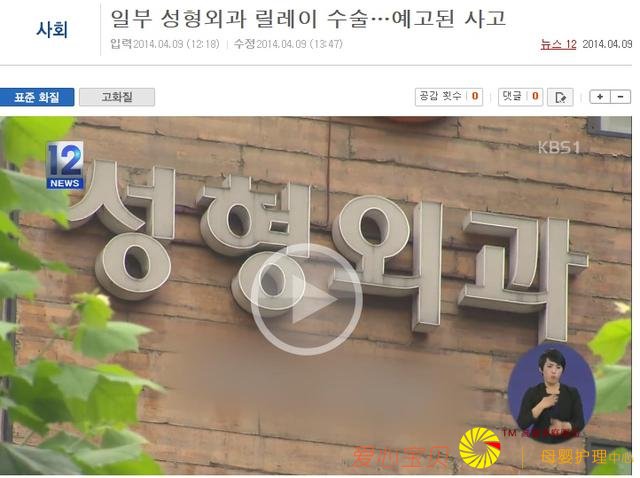 사회
일부 성형외과 릴레이 수술…예고된 사고
입력2014.04.09 (12:18) | 수정2014.04.09 (13:47)
뉴스 12 2014.04.09
표준 화질 고화질
공감 횟수 0 댓글 0 + -
12
NEWS
KBS1
성형외과
TM
爱心宝贝 母婴护理中心